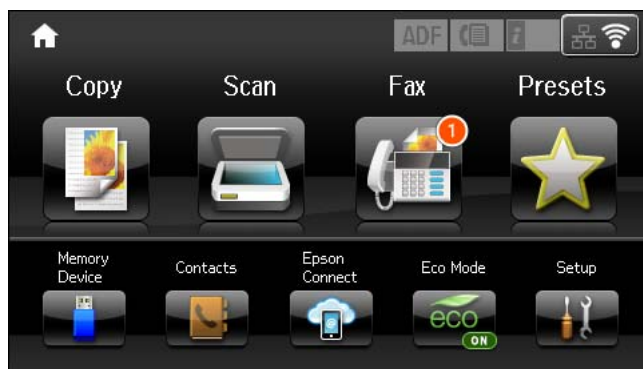 ADF i
Copy Scan Fax Presets
1
Memory Device Contacts Epson Connect Eco Mode Setup
eco
ON